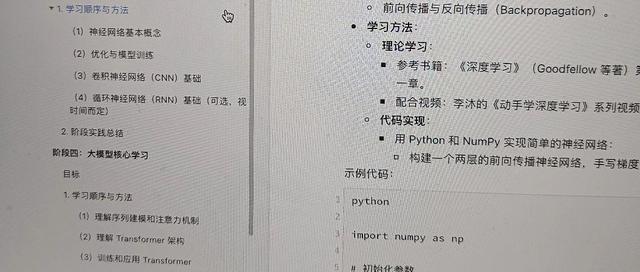 1. 学习顺序与方法
（1）神经网络基本概念
（2）优化与模型训练
（3）卷积神经网络（CNN）基础
（4）循环神经网络（RNN）基础（可选，视
时间而定）
2. 阶段实践总结
阶段四：大模型核心学习
目标
1. 学习顺序与方法
（1）理解序列建模和注意力机制
（2）理解 Transformer 架构
（3）训练和应用 Transformer
前向传播与反向传播（Backpropagation）。
学习方法：
理论学习：
参考书籍：《深度学习》（Goodfellow 等著）第
一章。
配合视频：李沐的《动手学深度学习》系列视频
代码实现：
用 Python 和 NumPy 实现简单的神经网络：
构建一个两层的前向传播神经网络，手写梯度
示例代码：
1 python
2
3 import numpy as np
4
5 # 初始化参数